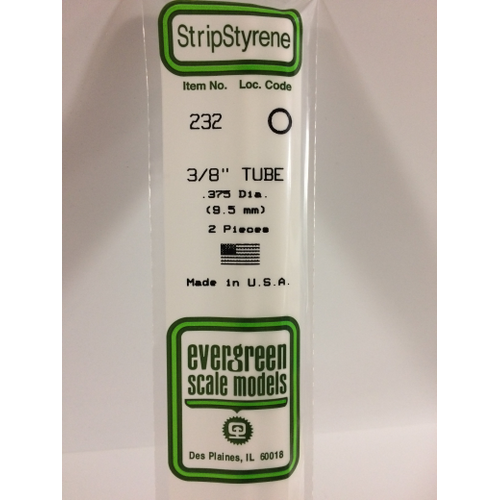 StripStyrene
Item No. Loc. Code
232
3/8" TUBE
.375 Dia.
(9.5 mm)
2 Pieces
Made in U.S.A.
evergreen
scale models
Des Plaines, IL 60018